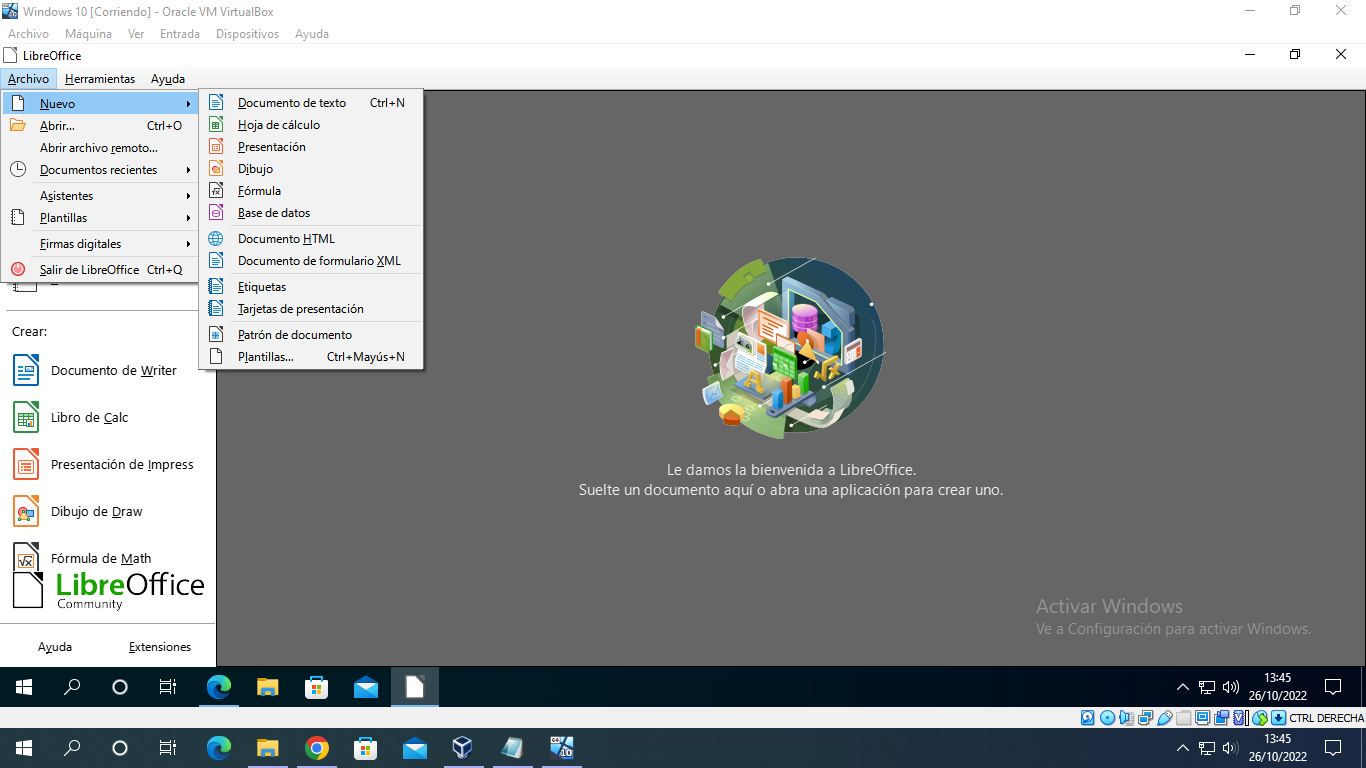 Windows 10 [Corriendo] - Oracle VM VirtualBox
Archivo Máquina Ver Entrada Dispositivos Ayuda
LibreOffice
Archivo Herramientas Ayuda
Nuevo
Abrir... Ctrl+O
Abrir archivo remoto...
Documentos recientes
Asistentes
Plantillas
Firmas digitales
Salir de LibreOffice Ctrl+Q
Documento de texto Ctrl+N
Hoja de cálculo
Presentación
Dibujo
Fórmula
Base de datos
Documento HTML
Documento de formulario XML
Etiquetas
Tarjetas de presentación
Patrón de documento
Plantillas... Ctrl+Mayús+N
Crear:
Documento de Writer
Libro de Calc
Presentación de Impress
Dibujo de Draw
Fórmula de Math
LibreOffice
Community
Ayuda Extensiones
Le damos la bienvenida a LibreOffice.
Suelte un documento aquí o abra una aplicación para crear uno.
Activar Windows
Ve a Configuración para activar Windows.
13:45
26/10/2022
CTRL DERECHA
13:45
26/10/2022